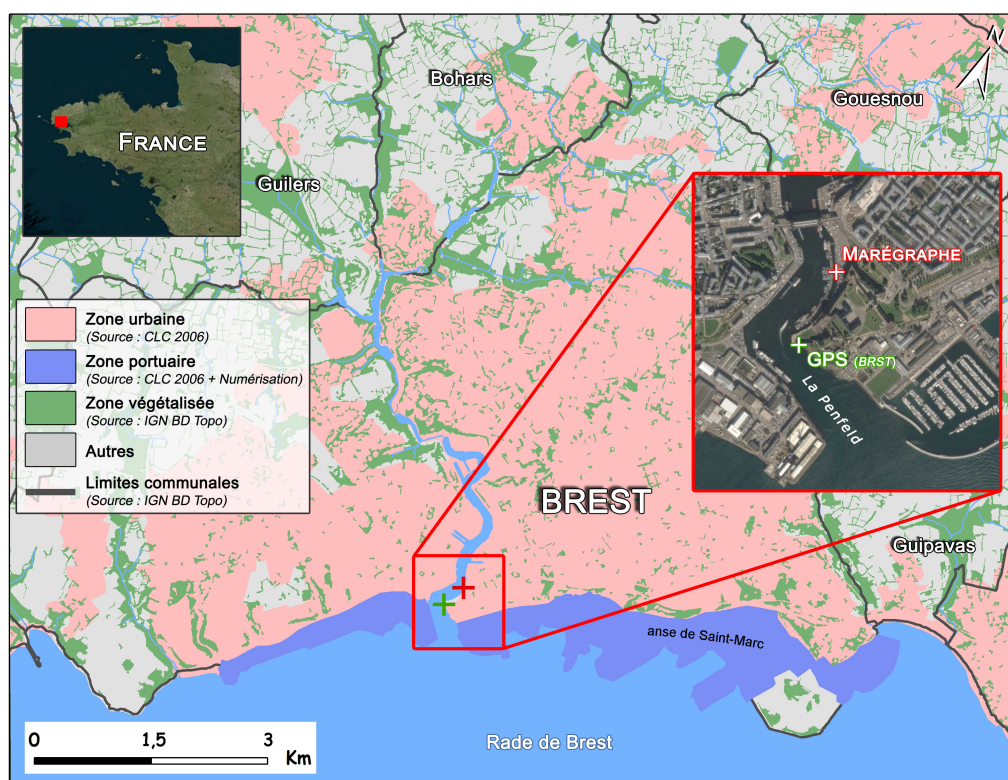 N
FRANCE
Bohars
Gouesnou
Guilers
MARÉGRAPHE
GPS (BRST)
La Penfeld
Zone urbaine
(Source : CLC 2006)
Zone portuaire
(Source : CLC 2006 + Numérisation)
Zone végétalisée
(Source : IGN BD Topo)
Autres
Limites communales
(Source : IGN BD Topo)
BREST
Guipavas
anse de Saint-Marc
Rade de Brest
0 1,5 3
Km